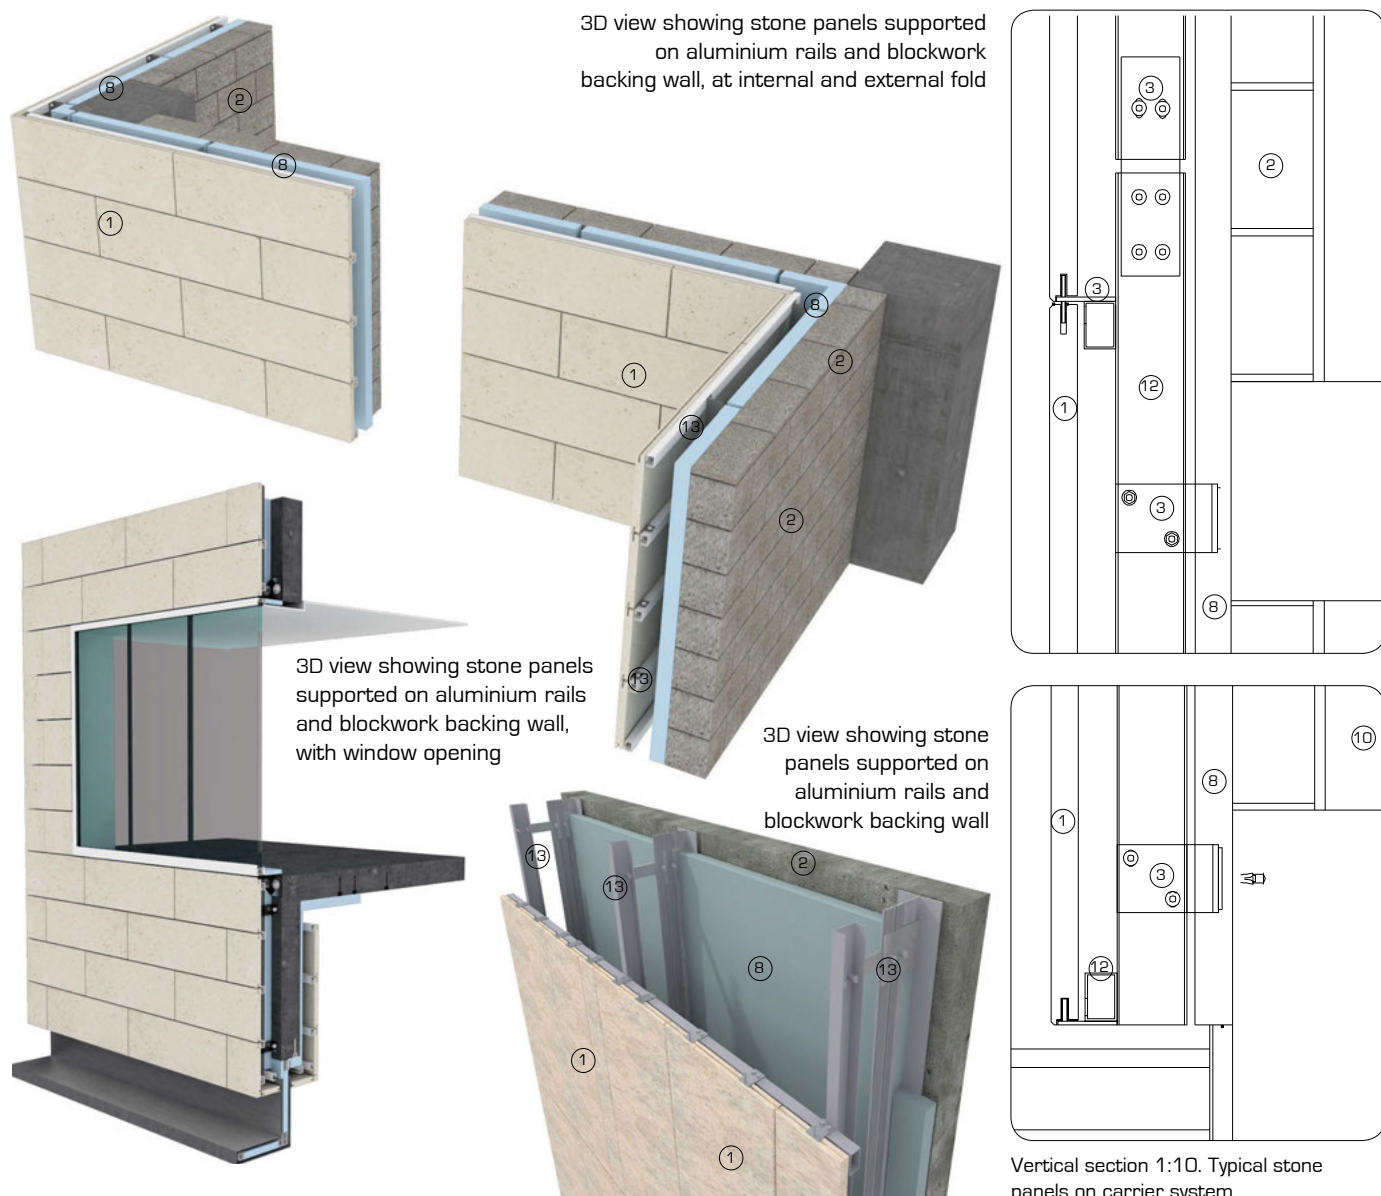 3D view showing stone panels supported
on aluminium rails and blockwork
backing wall, at internal and external fold
8
2
8
1
8
2
1
13
2
13
3D view showing stone panels
supported on aluminium rails
and blockwork backing wall,
with window opening
3D view showing stone
panels supported on
aluminium rails and
blockwork backing wall
2
13
13
8
13
1
1
3
2
3
12
1
3
8
10
8
1
3
12
Vertical section 1:10. Typical stone
panels on carrier system